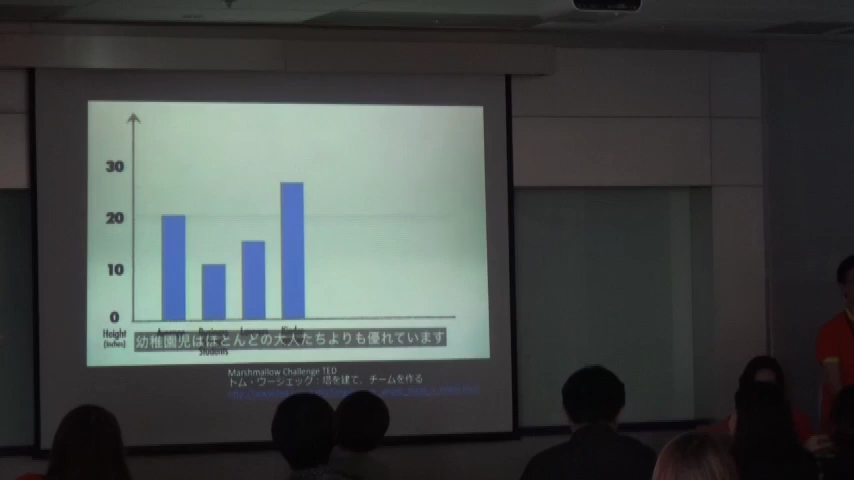 30
20
10
0
Height
(inches)
Students
幼稚園児はほとんどの大人たちよりも優れています
Marshmallow Challenge TED
トム・ワージェック：塔を建て、チームを作る